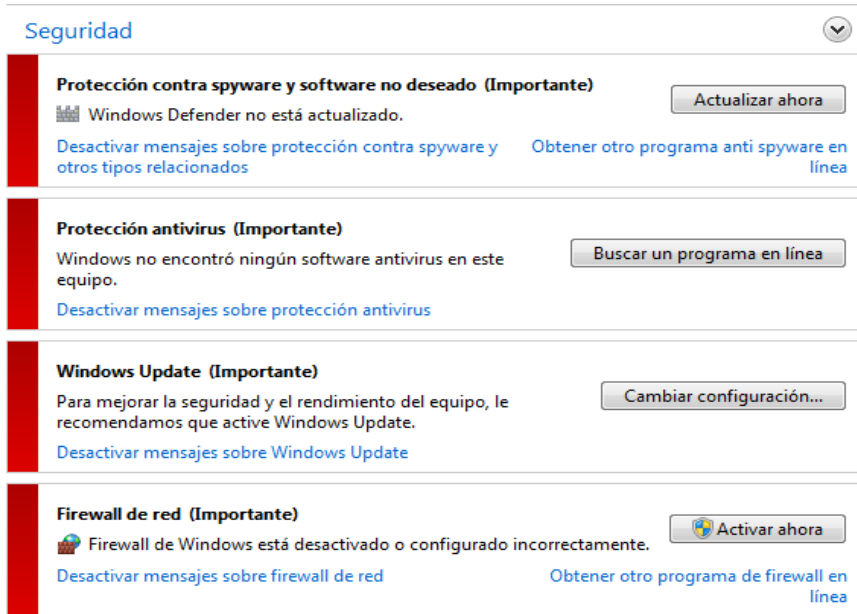 Seguridad
Protección contra spyware y software no deseado (Importante)
Actualizar ahora
Windows Defender no está actualizado.
Desactivar mensajes sobre protección contra spyware y
otros tipos relacionados
Obtener otro programa anti spyware en
línea
Protección antivirus (Importante)
Windows no encontró ningún software antivirus en este
equipo.
Buscar un programa en línea
Desactivar mensajes sobre protección antivirus
Windows Update (Importante)
Para mejorar la seguridad y el rendimiento del equipo, le
recomendamos que active Windows Update.
Cambiar configuración...
Desactivar mensajes sobre Windows Update
Firewall de red (Importante)
Firewall de Windows está desactivado o configurado incorrectamente.
Activar ahora
Desactivar mensajes sobre firewall de red
Obtener otro programa de firewall en
línea